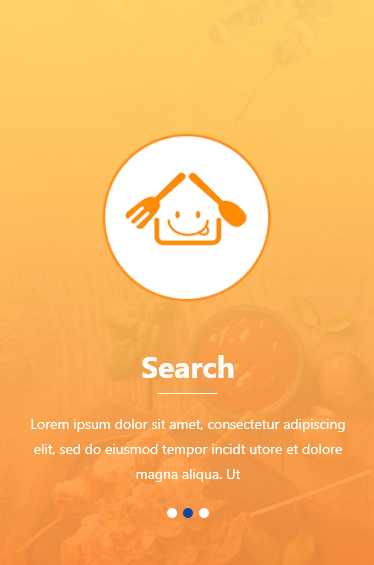 Search
Lorem ipsum dolor sit amet, consectetur adipiscing
elit, sed do eiusmod tempor incidt utore et dolore
magna aliqua. Ut